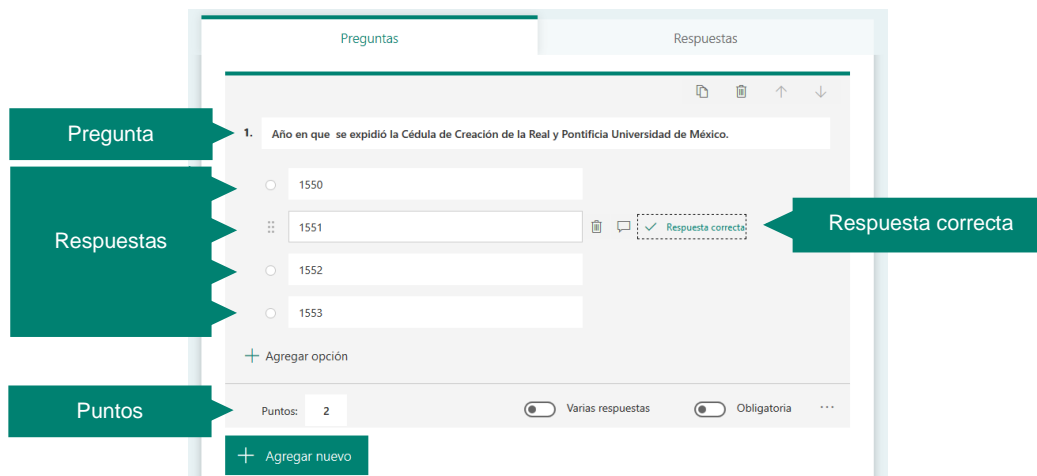 Preguntas
Respuestas
Pregunta
1. Año en que se expidió la Cédula de Creación de la Real y Pontificia Universidad de México.
Respuestas
1550
1551
Respuesta correcta
Respuesta correcta
1552
1553
Agregar opción
Puntos
Puntos: 2
Varias respuestas
Obligatoria
Agregar nuevo